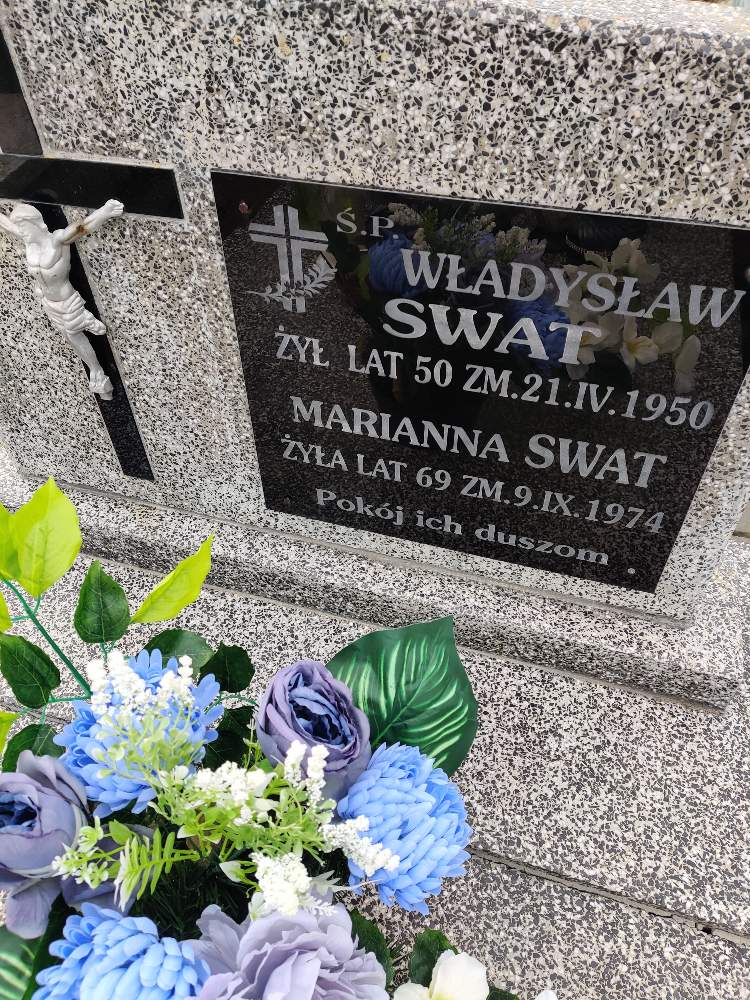 Ś.P.
WŁADYSŁAW
SWAT
ŻYŁ LAT 50 ZM.21.IV.1950
MARIANNA SWAT
ŻYŁA LAT 69 ZM.9.IX.1974
Pokój ich duszom